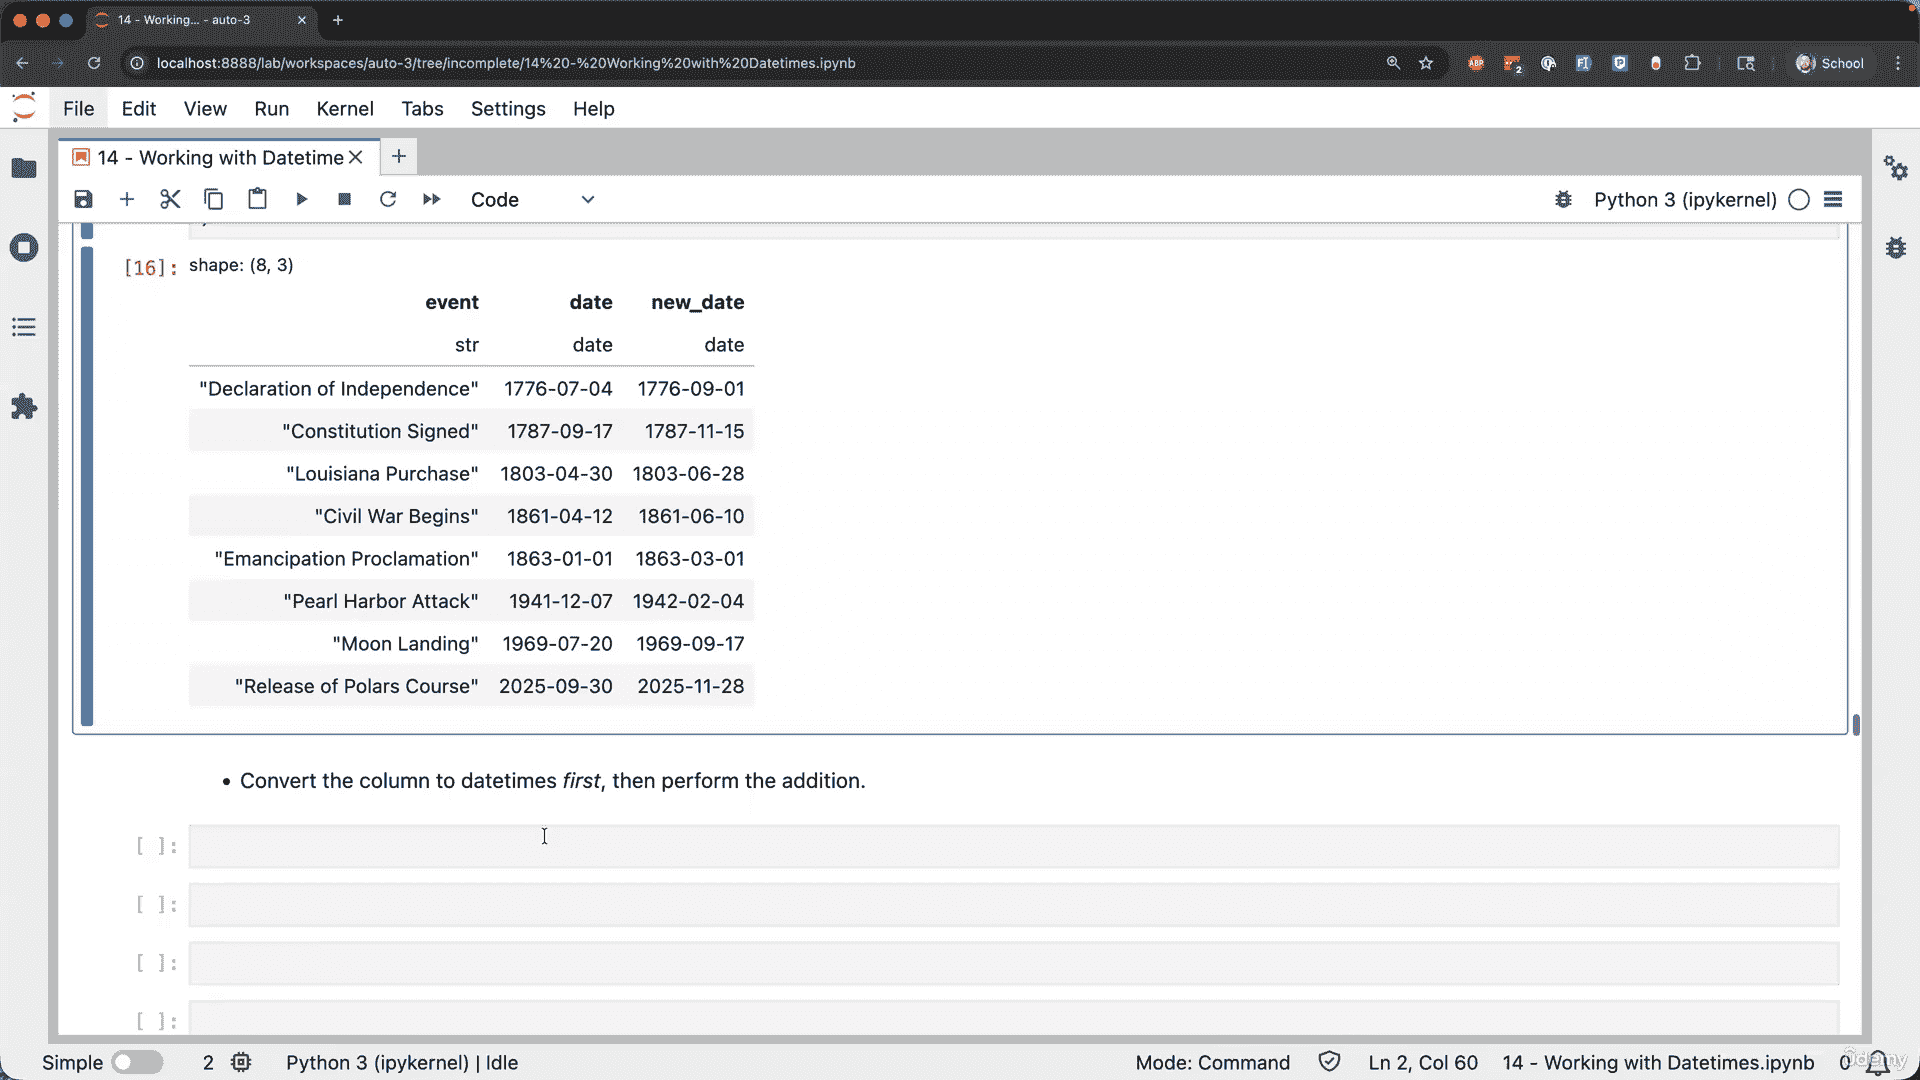 14 - Working... - auto-3
localhost:8888/lab/workspaces/auto-3/tree/incomplete/14%20-%20Working%20with%20Datetimes.ipynb
ABP
2
School
File Edit View Run Kernel Tabs Settings Help
14 - Working with Datetime
Code
Python 3 (ipykernel)
[16]: shape: (8, 3)
event date new_date
str date date
"Declaration of Independence" 1776-07-04 1776-09-01
"Constitution Signed" 1787-09-17 1787-11-15
"Louisiana Purchase" 1803-04-30 1803-06-28
"Civil War Begins" 1861-04-12 1861-06-10
"Emancipation Proclamation" 1863-01-01 1863-03-01
"Pearl Harbor Attack" 1941-12-07 1942-02-04
"Moon Landing" 1969-07-20 1969-09-17
"Release of Polars Course" 2025-09-30 2025-11-28
• Convert the column to datetimes first, then perform the addition.
[ ]:
[ ]:
[ ]:
[ ]:
Simple 2 Python 3 (ipykernel) | Idle Mode: Command Ln 2, Col 60 14 - Working with Datetimes.ipynb 0
udemy